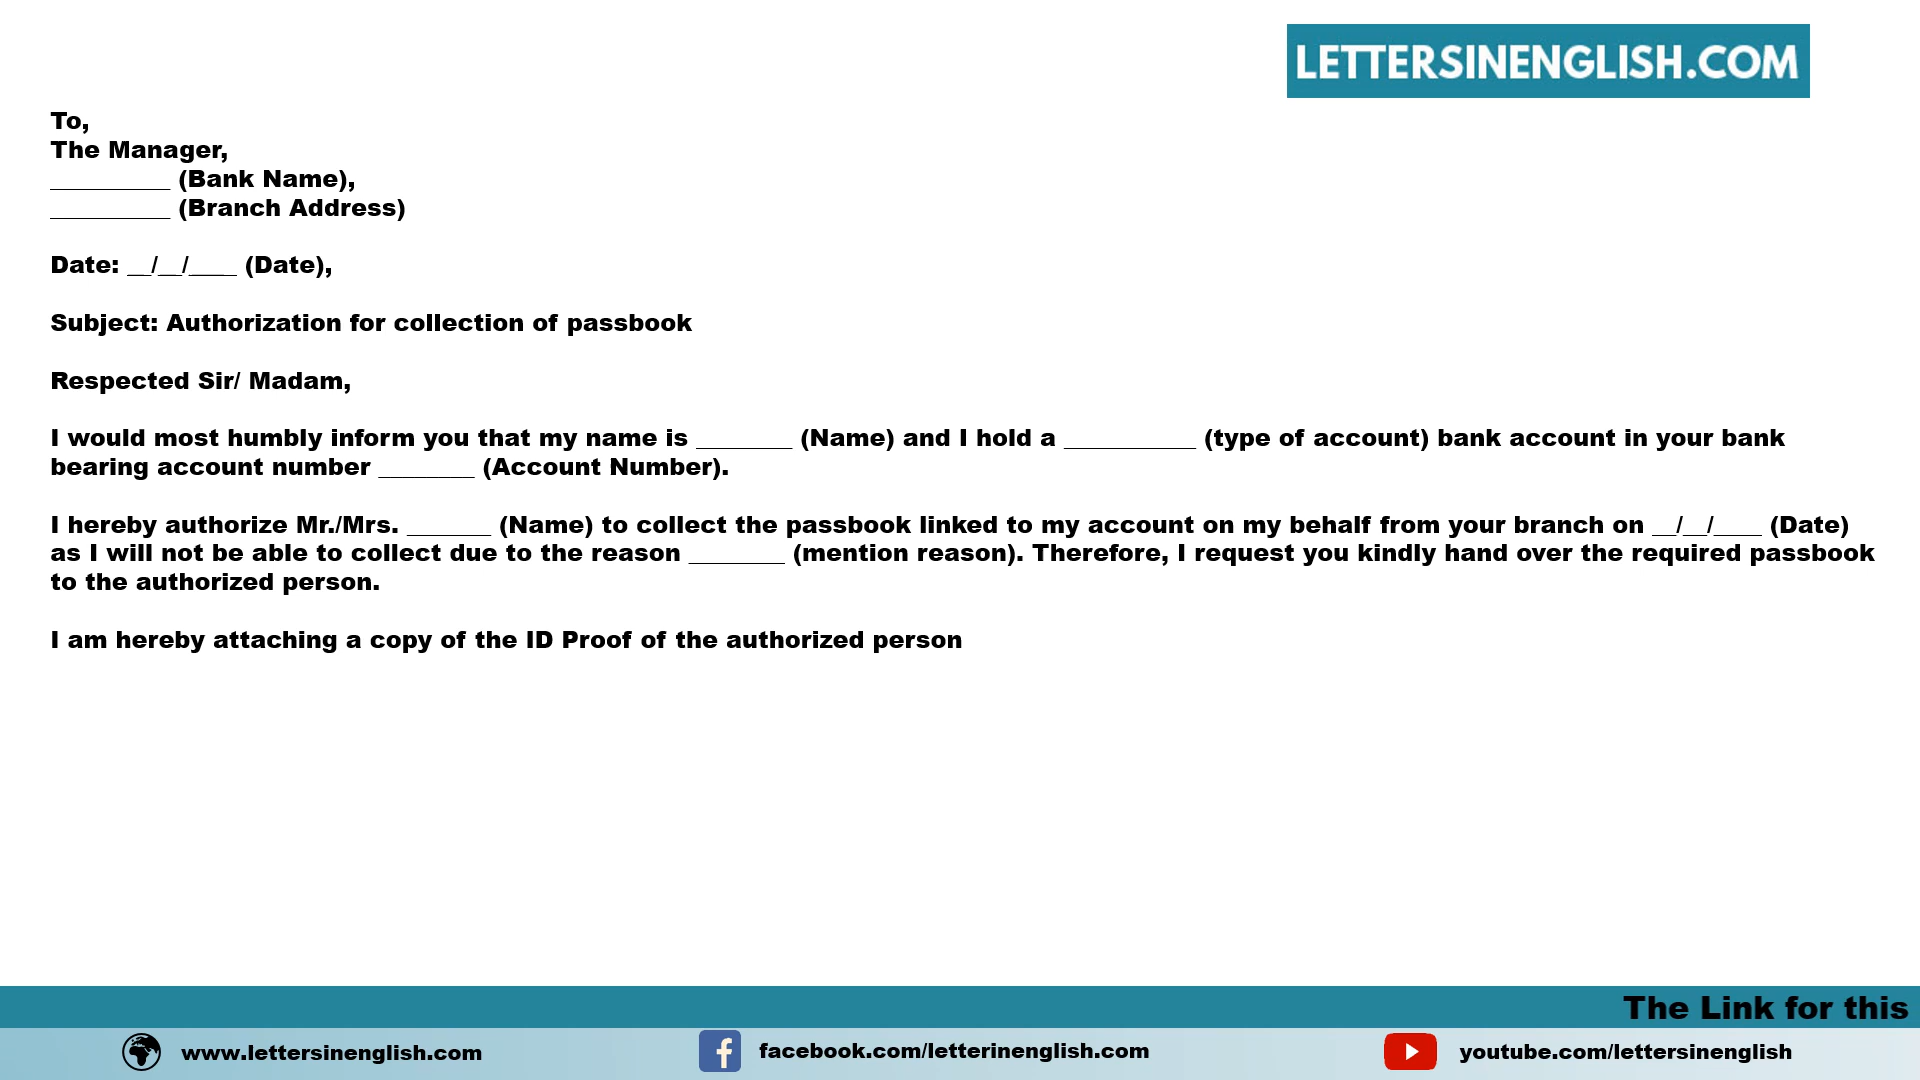 LETTERSINENGLISH.COM
To,
The Manager,
__________ (Bank Name),
__________ (Branch Address)
Date: __/__/____ (Date),
Subject: Authorization for collection of passbook
Respected Sir/ Madam,
I would most humbly inform you that my name is ________ (Name) and I hold a ___________ (type of account) bank account in your bank
bearing account number ________ (Account Number).
I hereby authorize Mr./Mrs. _______ (Name) to collect the passbook linked to my account on my behalf from your branch on __/__/____ (Date)
as I will not be able to collect due to the reason ________ (mention reason). Therefore, I request you kindly hand over the required passbook
to the authorized person.
I am hereby attaching a copy of the ID Proof of the authorized person
The Link for this
www.lettersinenglish.com
facebook.com/letterinenglish.com
youtube.com/lettersinenglish